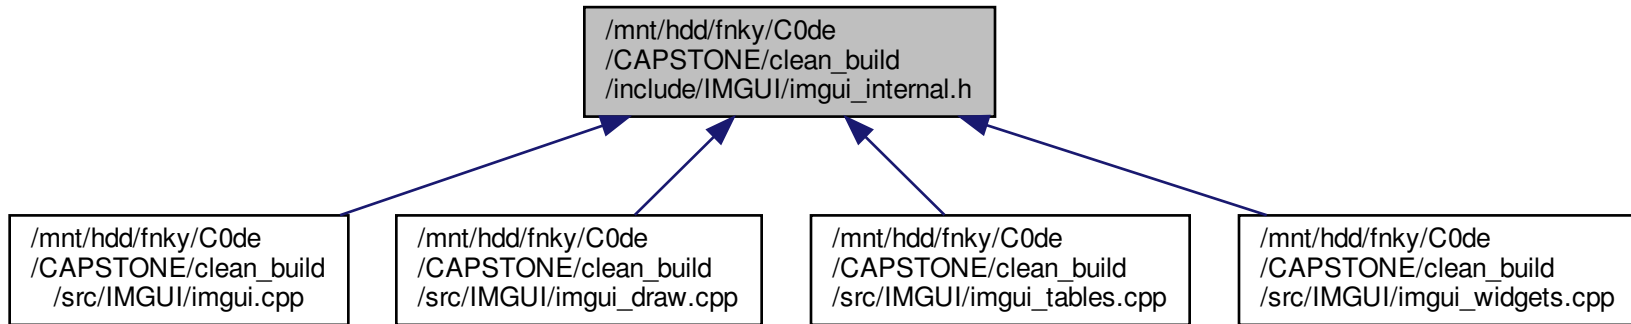 /mnt/hdd/fnky/C0de
/CAPSTONE/clean_build
/include/IMGUI/imgui_internal.h
/mnt/hdd/fnky/C0de
/CAPSTONE/clean_build
/src/IMGUI/imgui.cpp
/mnt/hdd/fnky/C0de
/CAPSTONE/clean_build
/src/IMGUI/imgui_draw.cpp
/mnt/hdd/fnky/C0de
/CAPSTONE/clean_build
/src/IMGUI/imgui_tables.cpp
/mnt/hdd/fnky/C0de
/CAPSTONE/clean_build
/src/IMGUI/imgui_widgets.cpp